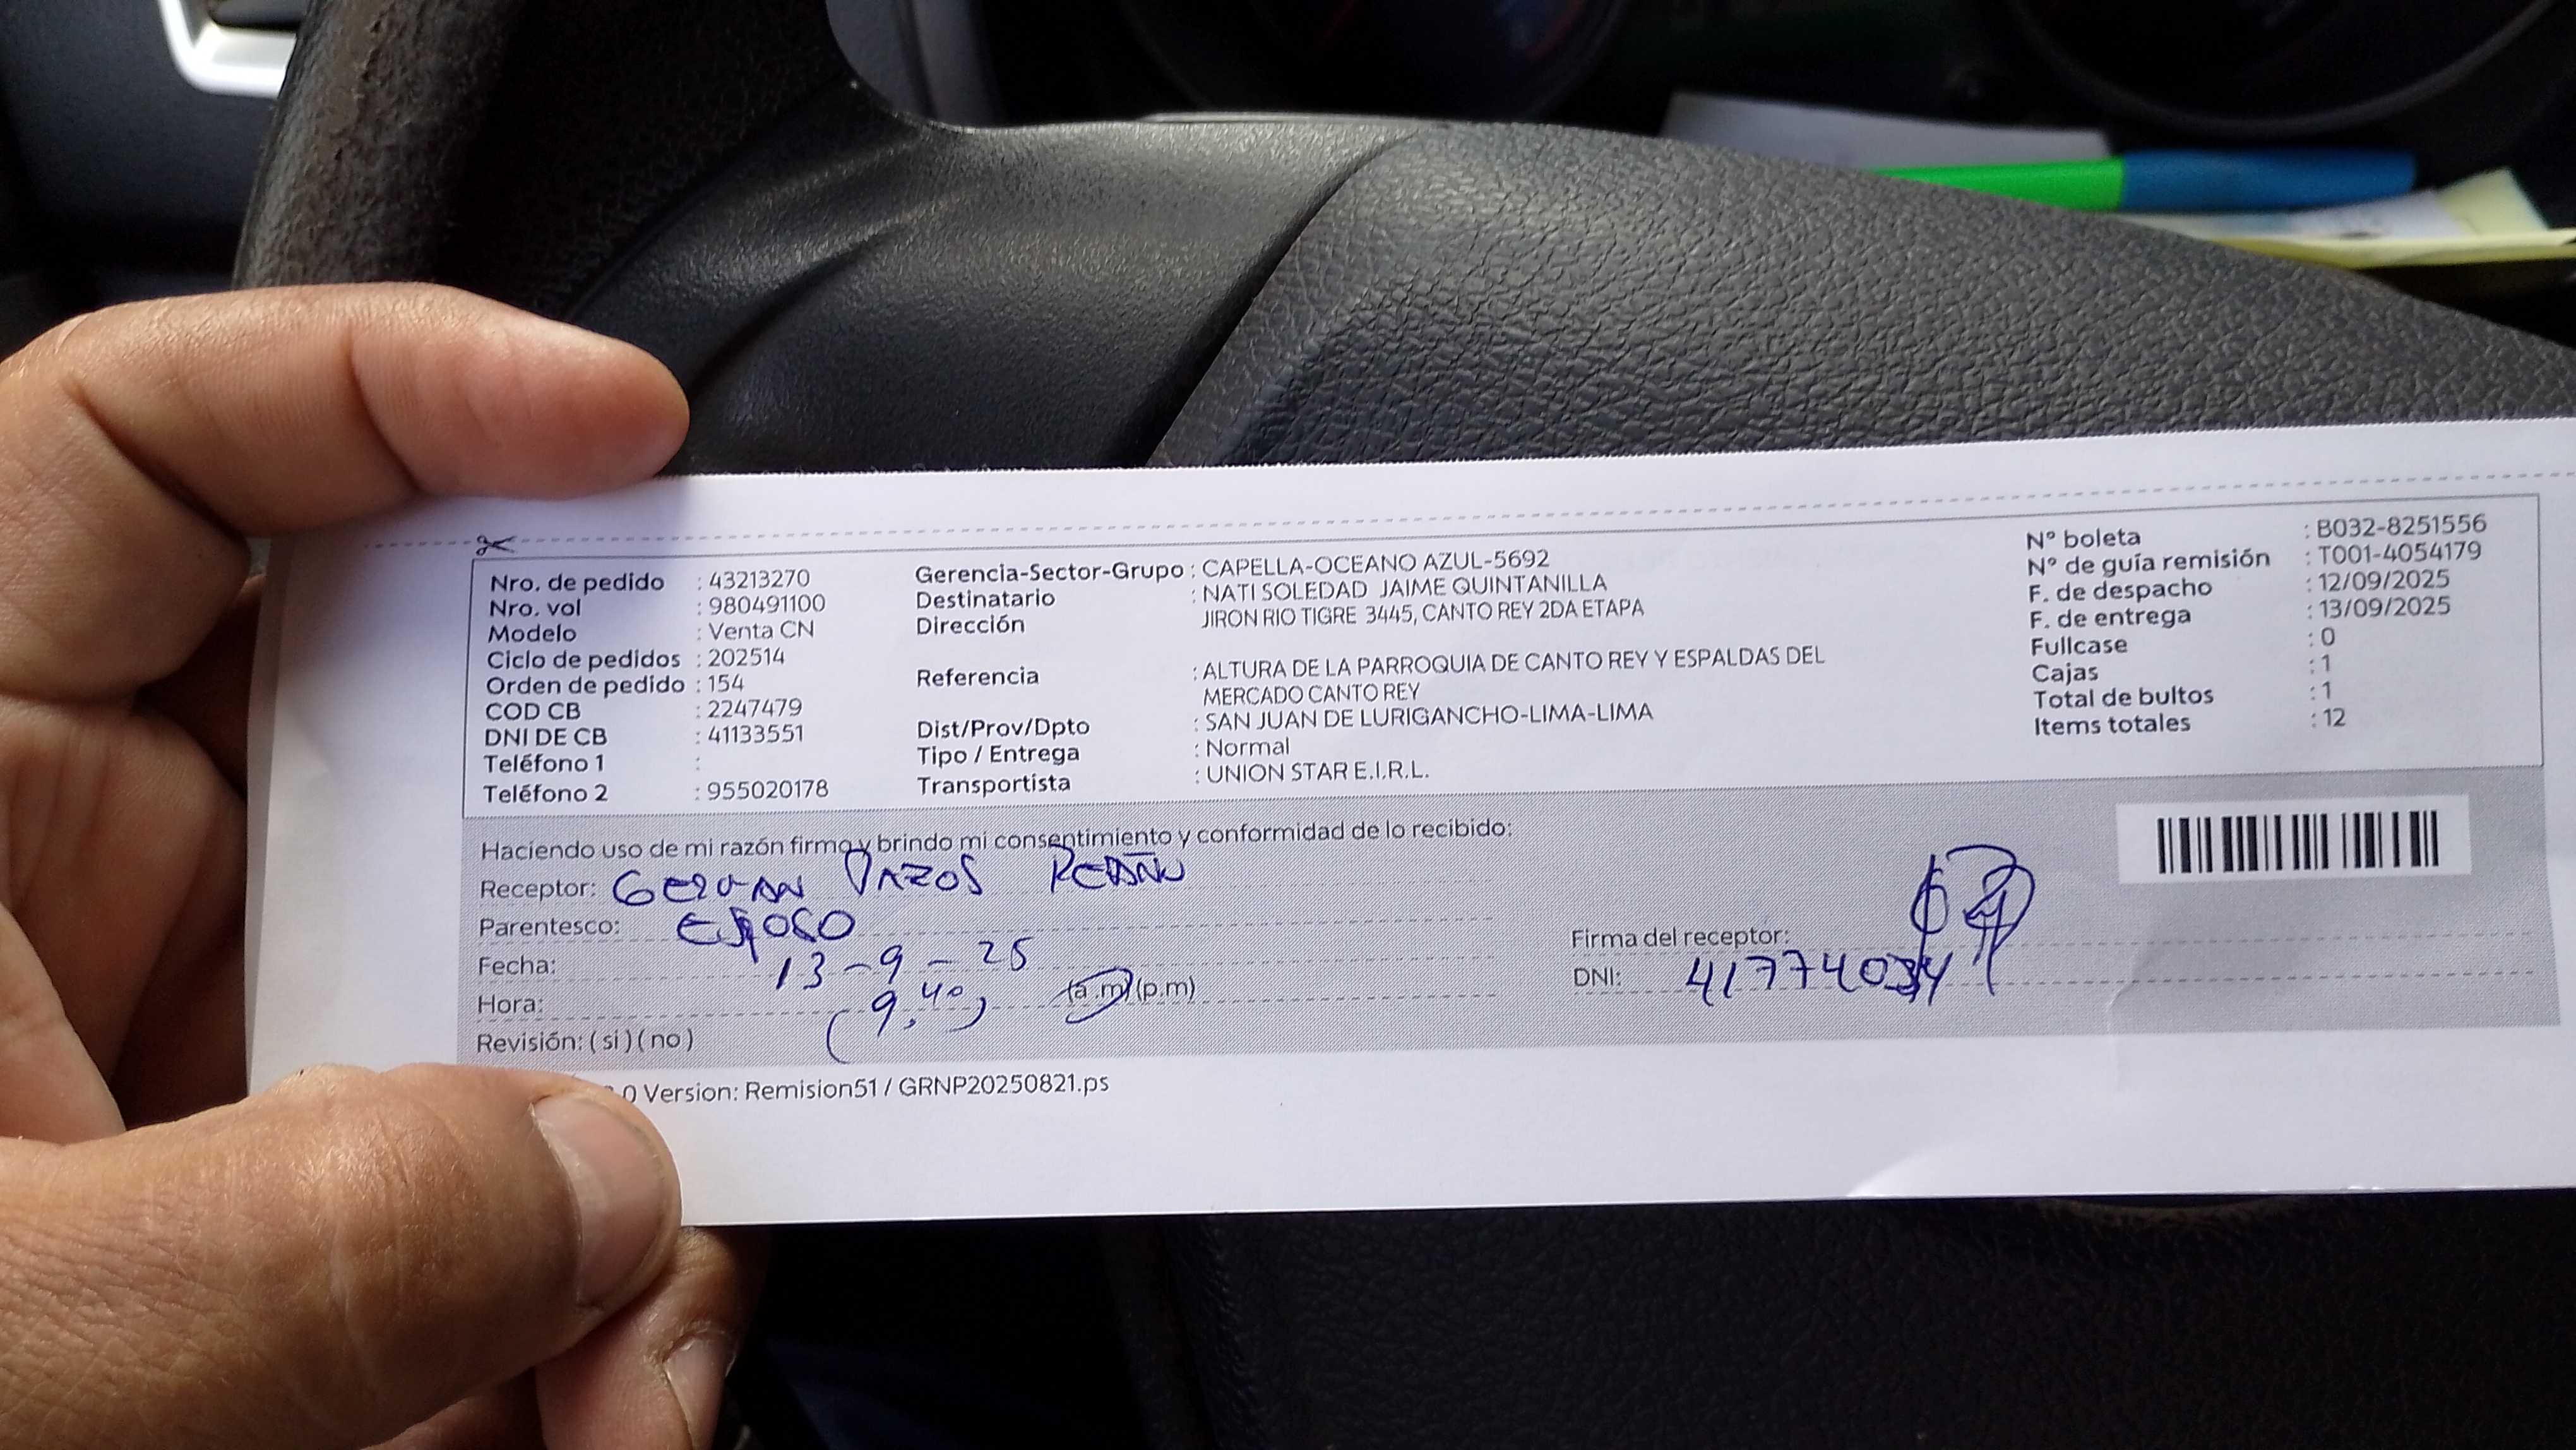 Nro. de pedido : 43213270
Nro. vol : 980491100
Modelo : Venta CN
Ciclo de pedidos : 202514
Orden de pedido : 154
COD CB : 2247479
DNI DE CB : 41133551
Teléfono 1 :
Teléfono 2 : 955020178
Gerencia-Sector-Grupo : CAPELLA-OCEANO AZUL-5692
Destinatario : NATI SOLEDAD JAIME QUINTANILLA
Dirección JIRON RIO TIGRE 3445, CANTO REY 2DA ETAPA
Referencia : ALTURA DE LA PARROQUIA DE CANTO REY Y ESPALDAS DEL
MERCADO CANTO REY
Dist/Prov/Dpto : SAN JUAN DE LURIGANCHO-LIMA-LIMA
Tipo / Entrega : Normal
Transportista : UNION STAR E.I.R.L.
N° boleta : B032-8251556
N° de guía remisión : T001-4054179
F. de despacho : 12/09/2025
F. de entrega : 13/09/2025
Fullcase : 0
Cajas : 1
Total de bultos : 1
Items totales : 12
Haciendo uso de mi razón firmo y brindo mi consentimiento y conformidad de lo recibido:
Receptor: PAZOS
Parentesco: ESPOSO
Fecha: 13-9-25
Hora: (9.40) (a.m) (p.m)
Revisión: ( si ) ( no )
Firma del receptor:
DNI:
.0 Version: Remision51 / GRNP20250821.ps